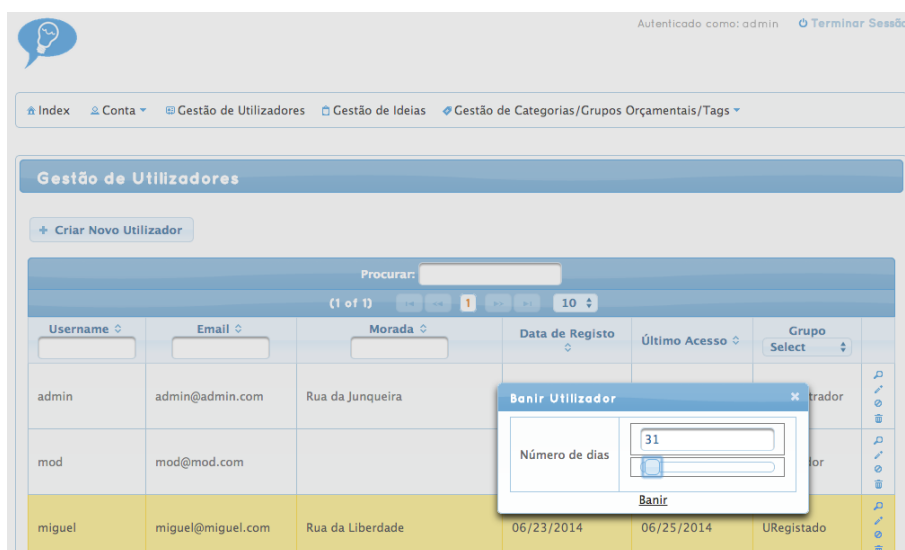 Autenticado como: admin Terminar Sessão
Index Conta Gestão de Utilizadores Gestão de Ideias Gestão de Categorias/Grupos Orçamentais/Tags
Gestão de Utilizadores
+ Criar Novo Utilizador
Procurar:
(1 of 1) 1 10
Username Email Morada Data de Registo Último Acesso Grupo
Select
admin admin@admin.com Rua da Junqueira trador
Banir Utilizador
Número de dias 31
mod mod@mod.com dor
Banir
miguel miguel@miguel.com Rua da Liberdade 06/23/2014 06/25/2014 URegistado